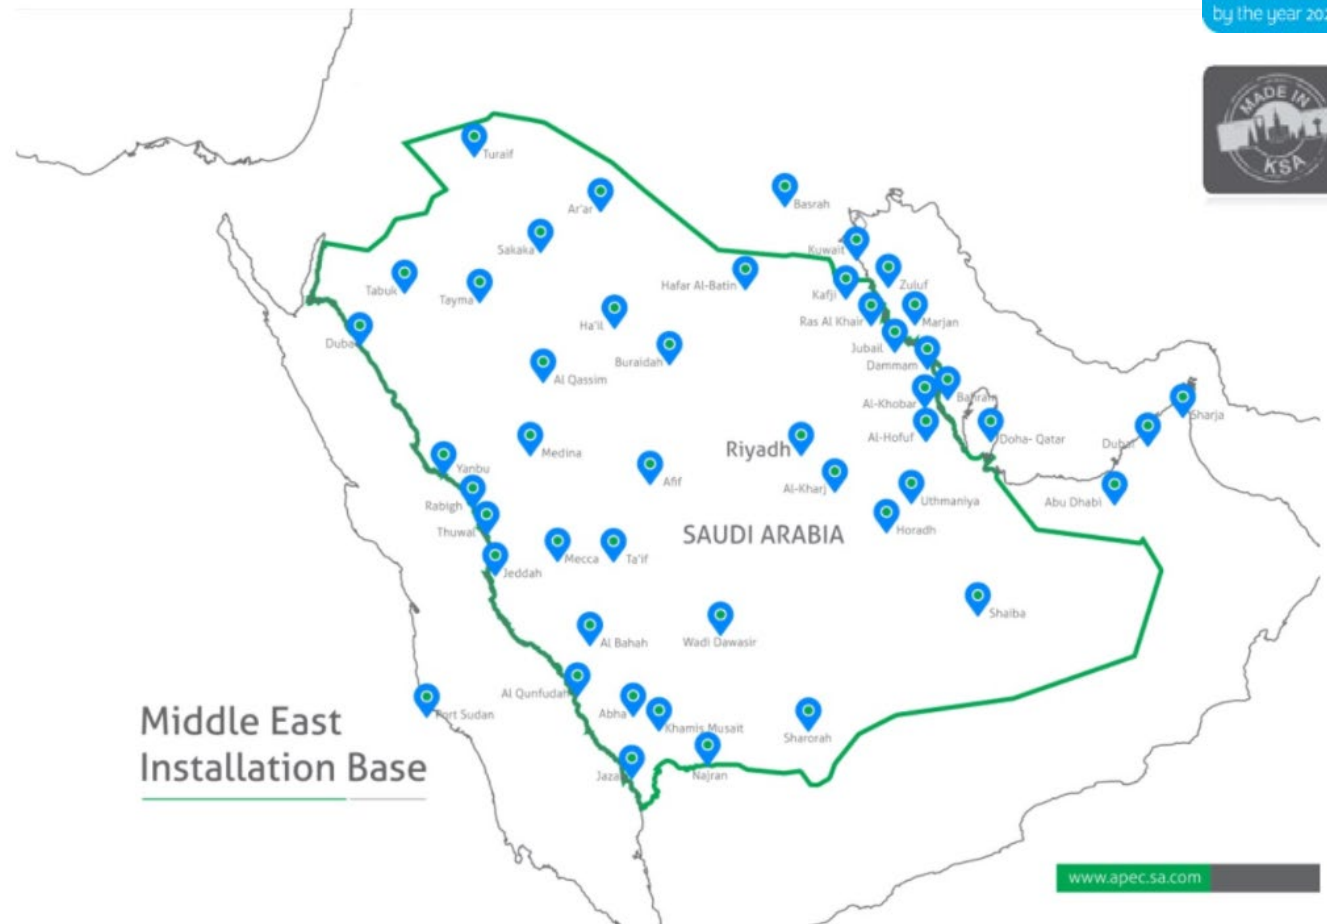 by the year 202
MADE IN
KSA
Turaif
Ar'ar
Basrah
Sakaka
Kuwait
Tabuk
Tayma
Hafar Al-Batin
Zuluf
Kafji
Ha'il
Ras Al Khair
Marjan
Duba
Buraidah
Jubail
Dammam
Al Qassim
Bahrain
Al-Khobar
Sharja
Medina
Riyadh
Al-Hofuf
Doha- Qatar
Dubai
Yanbu
Afif
Al-Kharj
Uthmaniya
Abu Dhabi
Rabigh
Thuwal
SAUDI ARABIA
Horadh
Jeddah
Mecca
Ta'if
Shaiba
Al Bahah
Wadi Dawasir
Al Qunfudah
Abha
Port Sudan
Khamis Musait
Sharorah
Middle East
Installation Base
Jazan
Najran
www.apec.sa.com